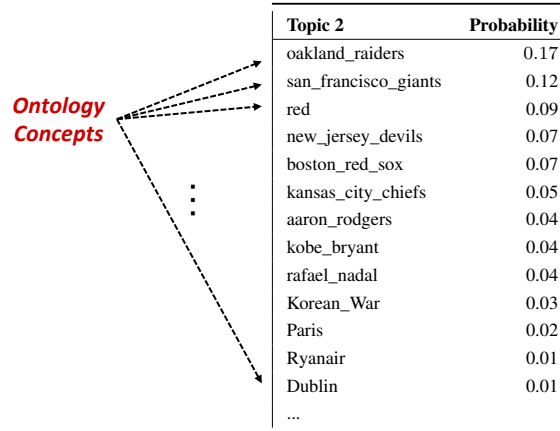 Topic 2 Probability
oakland_raiders 0.17
san_francisco_giants 0.12
red 0.09
new_jersey_devils 0.07
boston_red_sox 0.07
kansas_city_chiefs 0.05
aaron_rodgers 0.04
kobe_bryant 0.04
rafael_nadal 0.04
Korean_War 0.03
Paris 0.02
Ryanair 0.01
Dublin 0.01
...
Ontology
Concepts